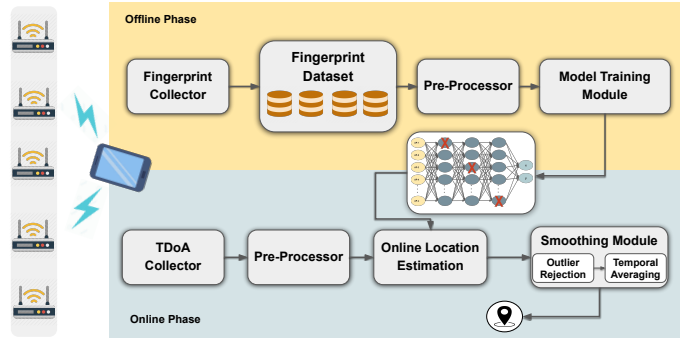 Offline Phase
Fingerprint
Collector
Fingerprint
Dataset
Pre-Processor
Model Training
Module
X
X
X
TDoA
Collector
Pre-Processor
Online Location
Estimation
Smoothing Module
Outlier
Rejection
Temporal
Averaging
Online Phase